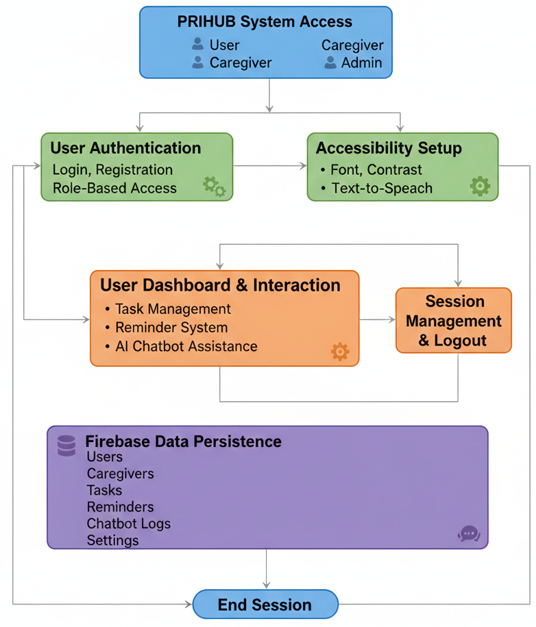 PRIHUB System Access
User
Caregiver
Caregiver
Admin
User Authentication
Login, Registration
Role-Based Access
Accessibility Setup
• Font, Contrast
• Text-to-Speach
User Dashboard & Interaction
• Task Management
• Reminder System
• AI Chatbot Assistance
Session
Management
& Logout
Firebase Data Persistence
Users
Caregivers
Tasks
Reminders
Chatbot Logs
Settings
End Session